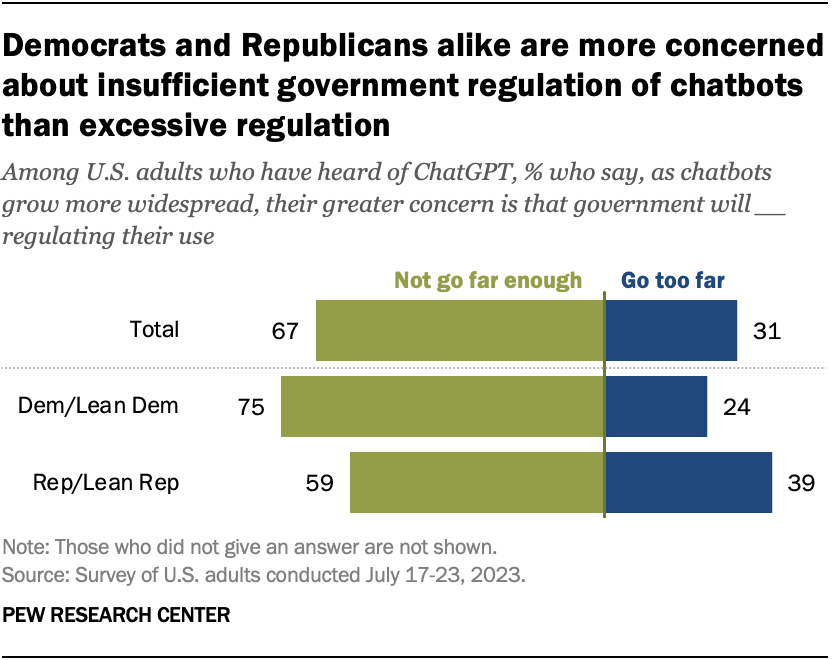 Democrats and Republicans alike are more concerned
about insufficient government regulation of chatbots
than excessive regulation
Among U.S. adults who have heard of ChatGPT, % who say, as chatbots
grow more widespread, their greater concern is that government will __
regulating their use
Not go far enough Go too far
Total 67 31
Dem/Lean Dem 75 24
Rep/Lean Rep 59 39
Note: Those who did not give an answer are not shown.
Source: Survey of U.S. adults conducted July 17-23, 2023.
PEW RESEARCH CENTER